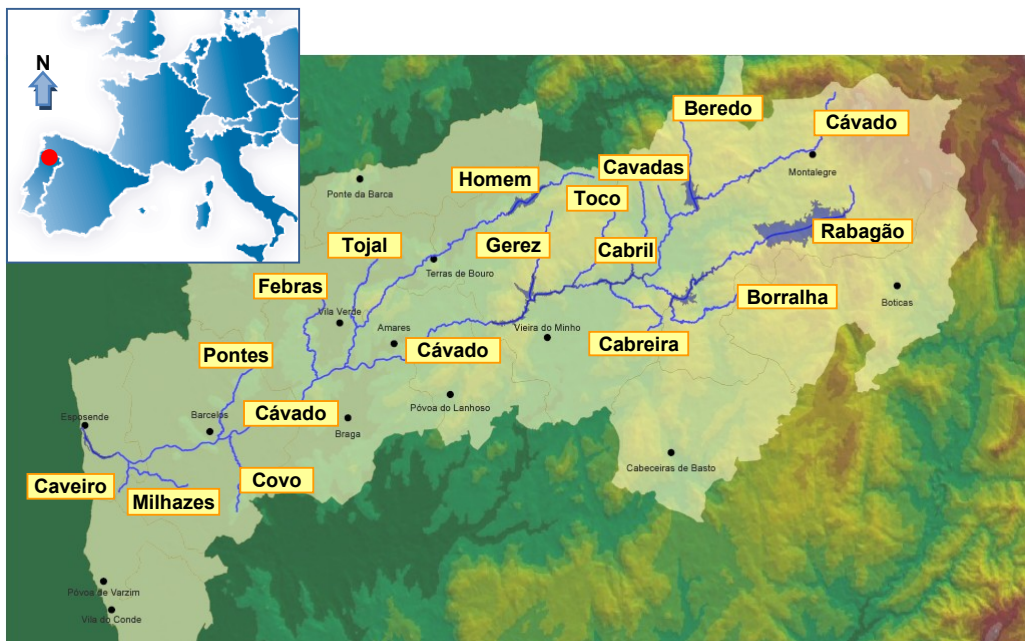 N
Beredo
Cávado
Montalegre
Cavadas
Ponte da Barca
Homem
Toco
Rabagão
Tojal
Gerez
Cabril
Terras de Bouro
Febras
Borralha
Boticas
Vila Verde
Amares
Vieira do Minho
Cabreira
Cávado
Pontes
Póvoa do Lanhoso
Cávado
Esposende
Barcelos
Braga
Cabeceiras de Basto
Covo
Caveiro
Milhazes
Póvoa de Varzim
Vila do Conde